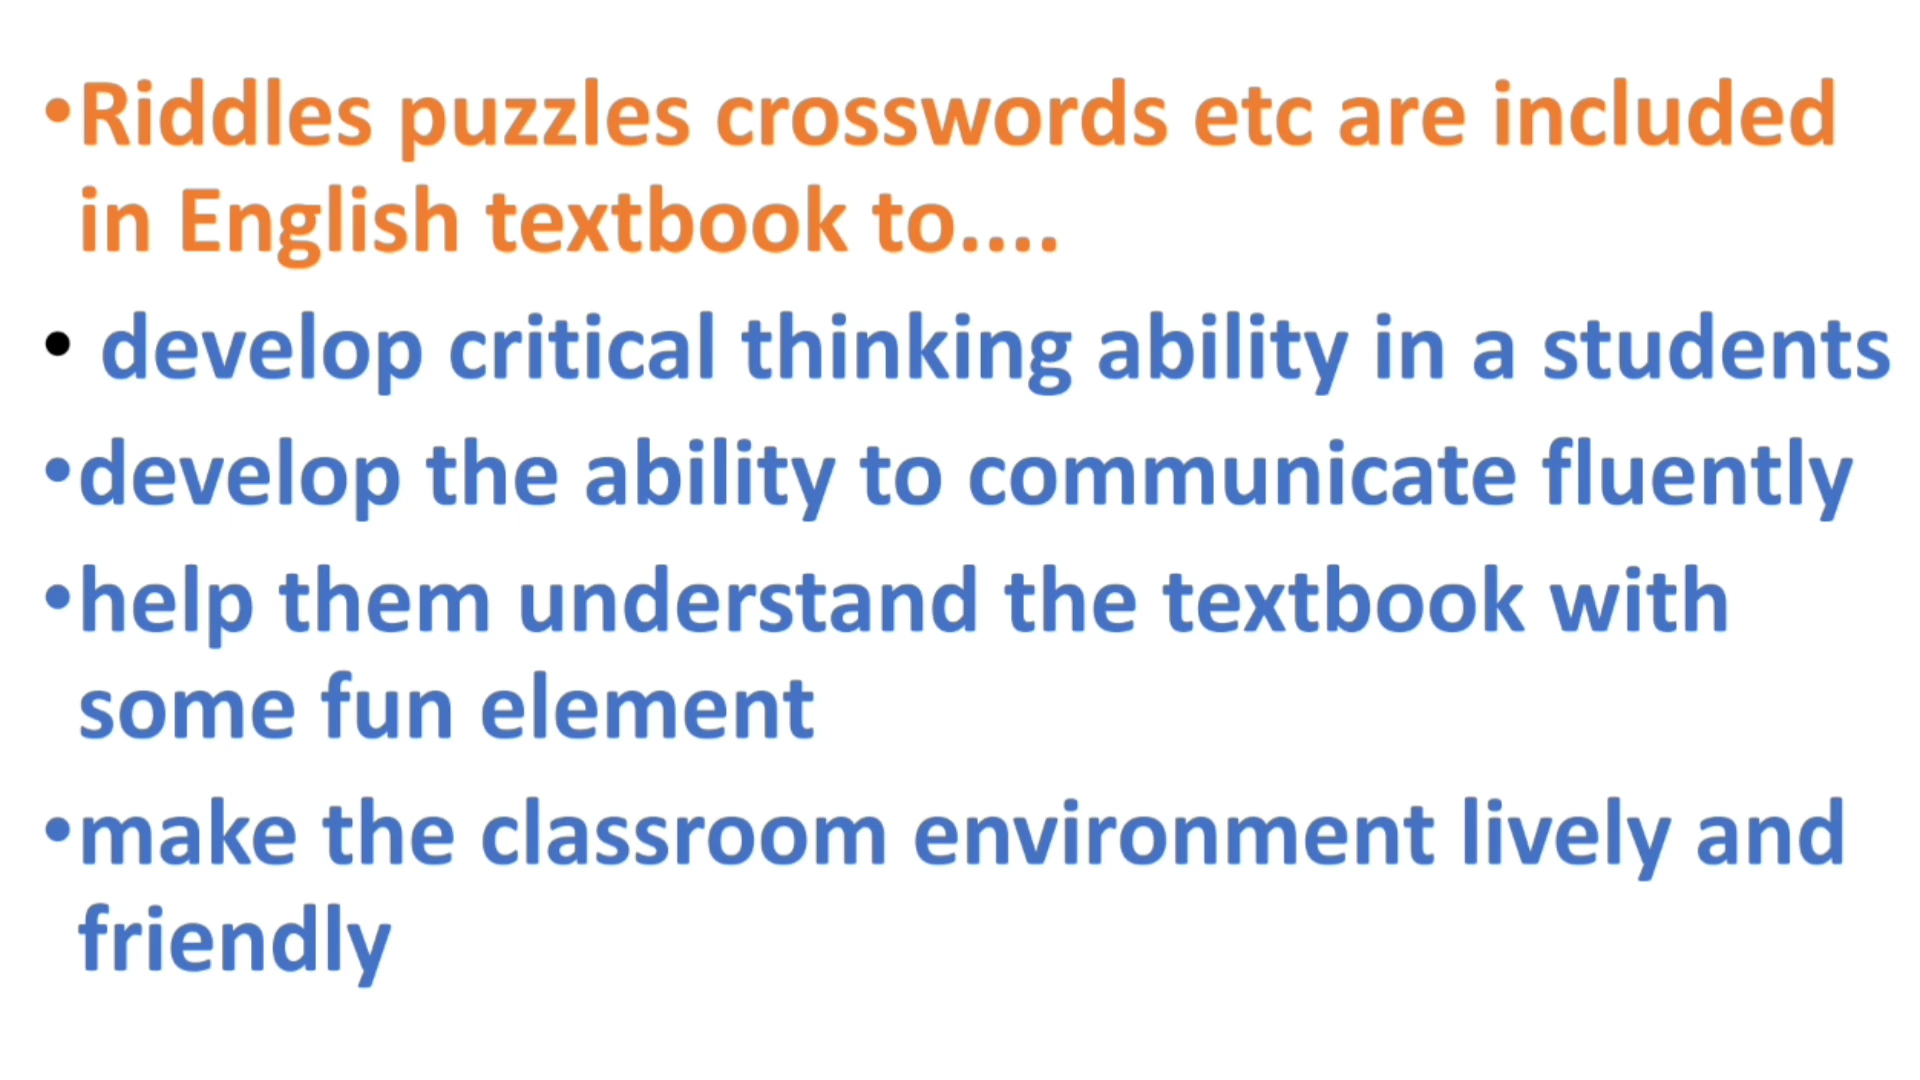 •Riddles puzzles crosswords etc are included
in English textbook to....
• develop critical thinking ability in a students
•develop the ability to communicate fluently
•help them understand the textbook with
some fun element
•make the classroom environment lively and
friendly